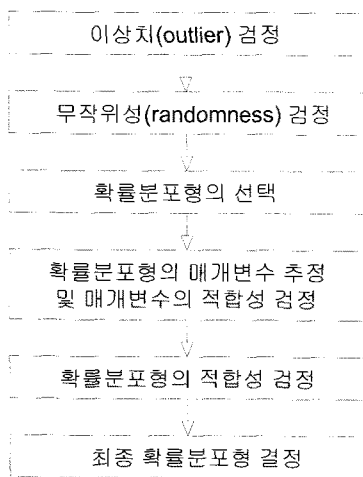 이상치(outlier) 검정
무작위성(randomness) 검정
확률분포형의 선택
확률분포형의 매개변수 추정
및 매개변수의 적합성 검정
확률분포형의 적합성 검정
최종 확률분포형 결정